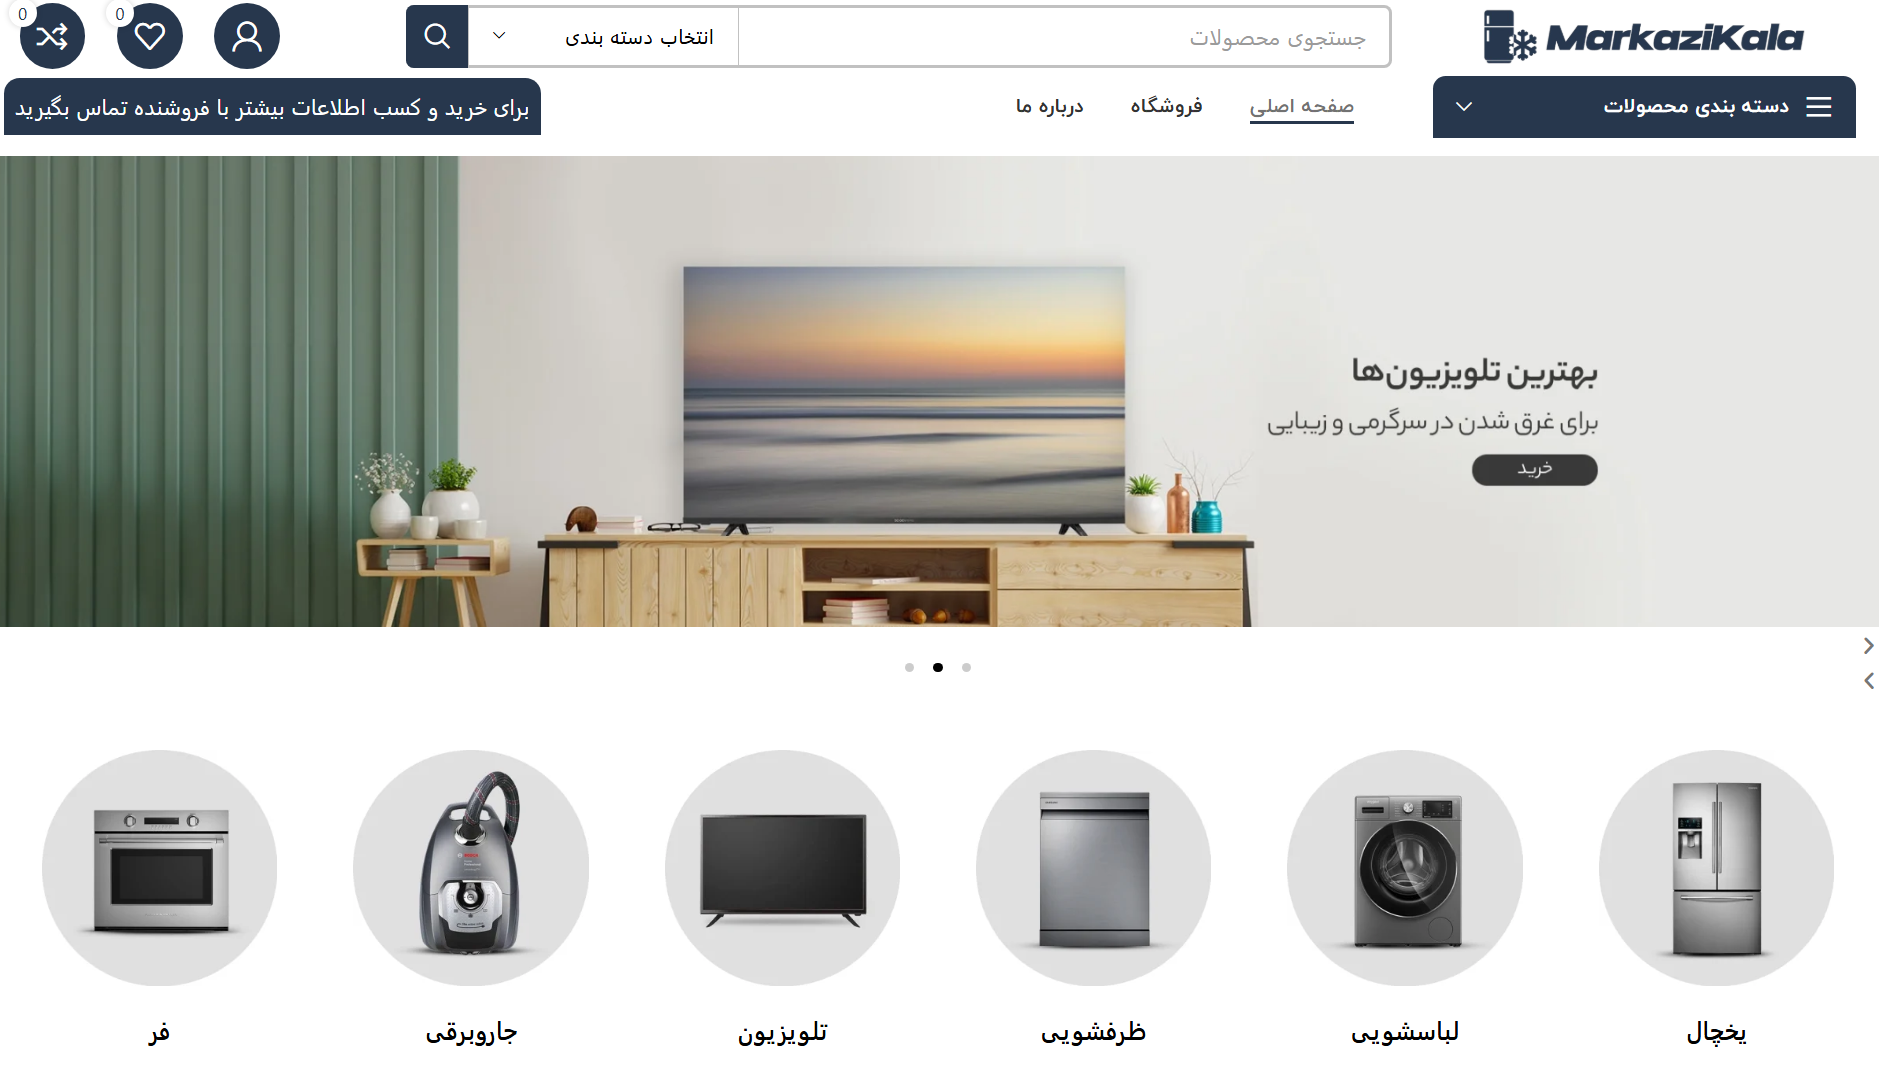 MarkaziKala
جستجوی محصولات
انتخاب دسته بندی
0
0
دسته بندی محصولات
صفحه اصلی
فروشگاه
درباره ما
برای خرید و کسب اطلاعات بیشتر با فروشنده تماس بگیرید
بهترین تلویزیون‌ها
برای غرق شدن در سرگرمی و زیبایی
خرید
یخچال
لباسشویی
ظرفشویی
تلویزیون
جاروبرقی
فر